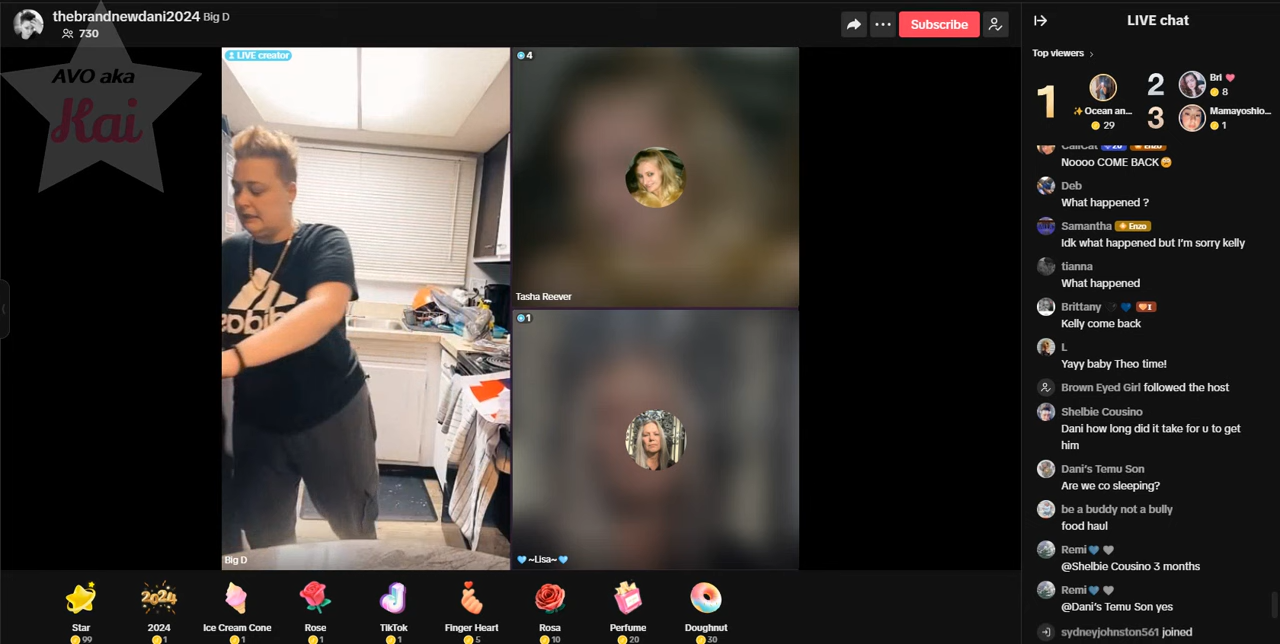 thebrandnewdani2024 Big D
730
Subscribe
AVO aka
Kai
LIVE creator
adidas
Big D
4
Tasha Reever
1
~Lisa~
Star
99
2024
2024
1
Ice Cream Cone
1
Rose
1
TikTok
1
Finger Heart
5
Rosa
10
Perfume
20
Doughnut
30
LIVE chat
Top viewers
1
Ocean an...
29
2
Bri
8
3
Mamayoshio...
1
CaliCat 20 Enzo
Noooo COME BACK
Deb
What happened ?
Samantha Enzo
Idk what happened but I'm sorry kelly
tianna
What happened
Brittany I
Kelly come back
L
Yayy baby Theo time!
Brown Eyed Girl followed the host
Shelbie Cousino
Dani how long did it take for u to get
him
Dani's Temu Son
Are we co sleeping?
be a buddy not a bully
food haul
Remi
@Shelbie Cousino 3 months
Remi
@Dani's Temu Son yes
sydneyjohnston561 joined